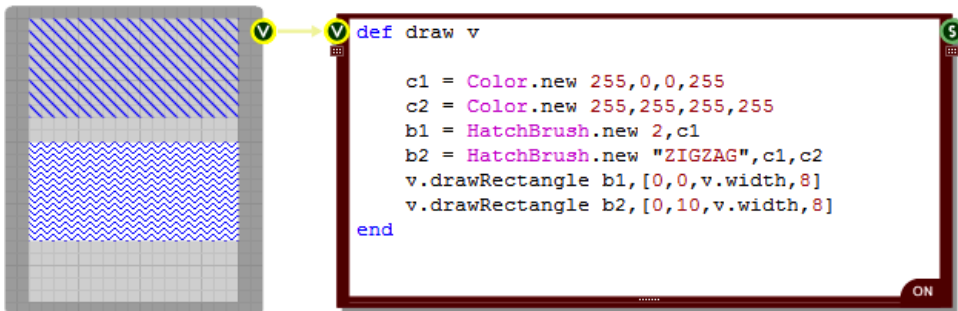 V
V
S
def draw v
c1 = Color.new 255,0,0,255
c2 = Color.new 255,255,255,255
b1 = HatchBrush.new 2,c1
b2 = HatchBrush.new "ZIGZAG",c1,c2
v.drawRectangle b1,[0,0,v.width,8]
v.drawRectangle b2,[0,10,v.width,8]
end
ON